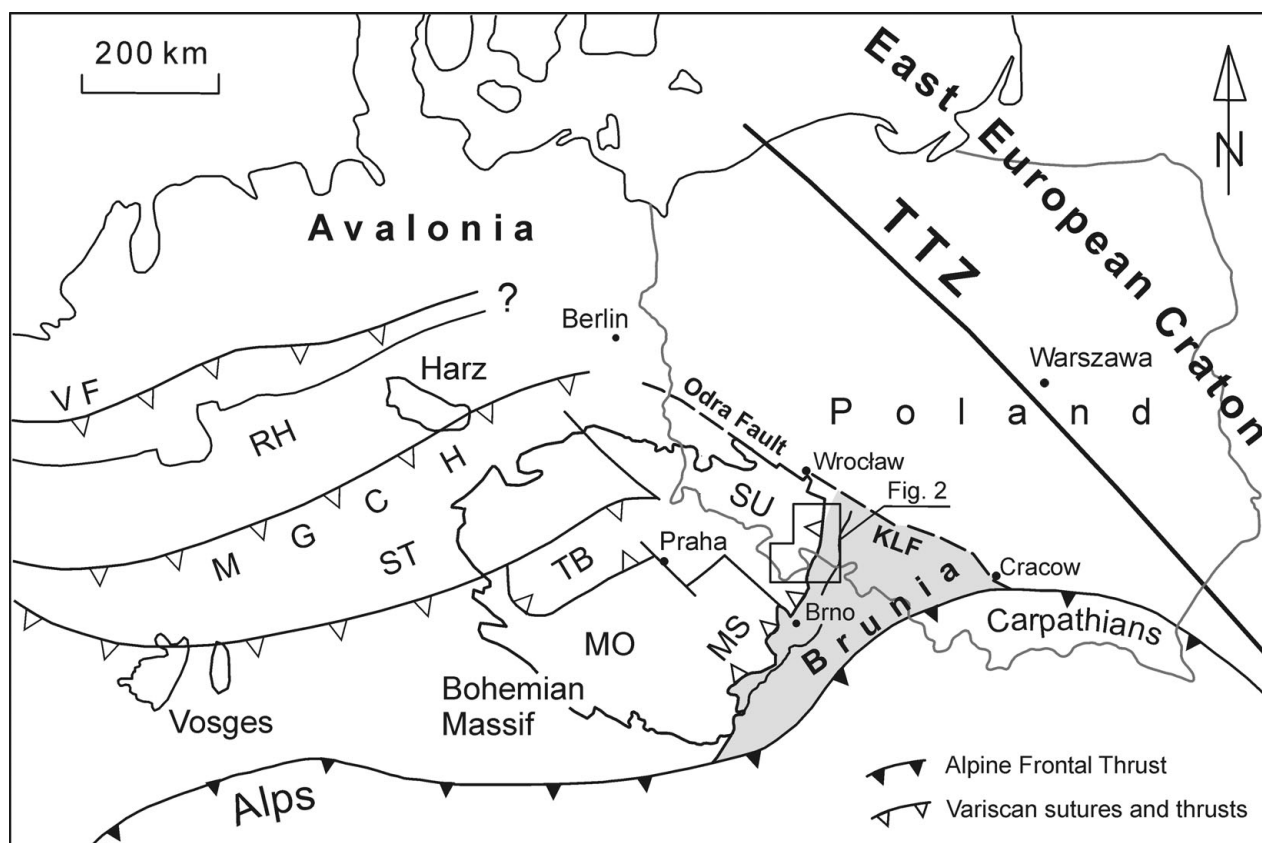 200 km
East European Craton
N
Avalonia
TTZ
?
Berlin
Warszawa
VF
Harz
Poland
RH
Odra Fault
Wrocław
H
C
G
M
SU
Fig. 2
ST
TB
Praha
KLF
Cracow
Brno
Brunia
Carpathians
MO
MS
Bohemian
Massif
Vosges
Alps
Alpine Frontal Thrust
Variscan sutures and thrusts